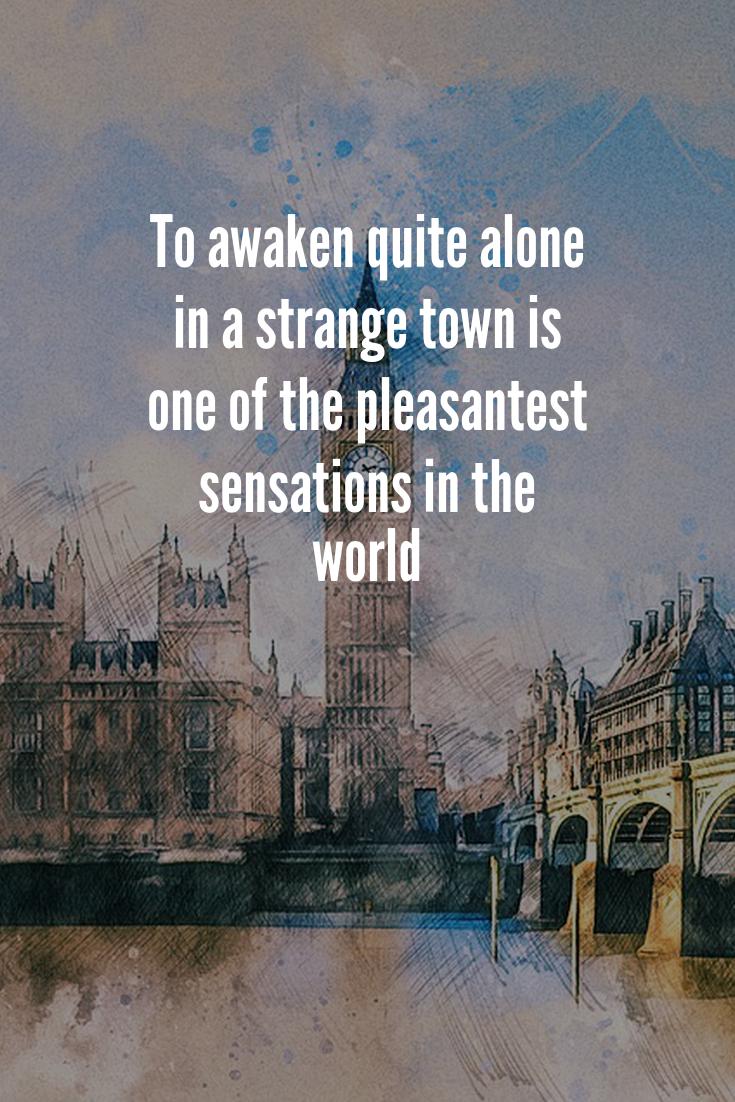 To awaken quite alone
in a strange town is
one of the pleasantest
sensations in the
world